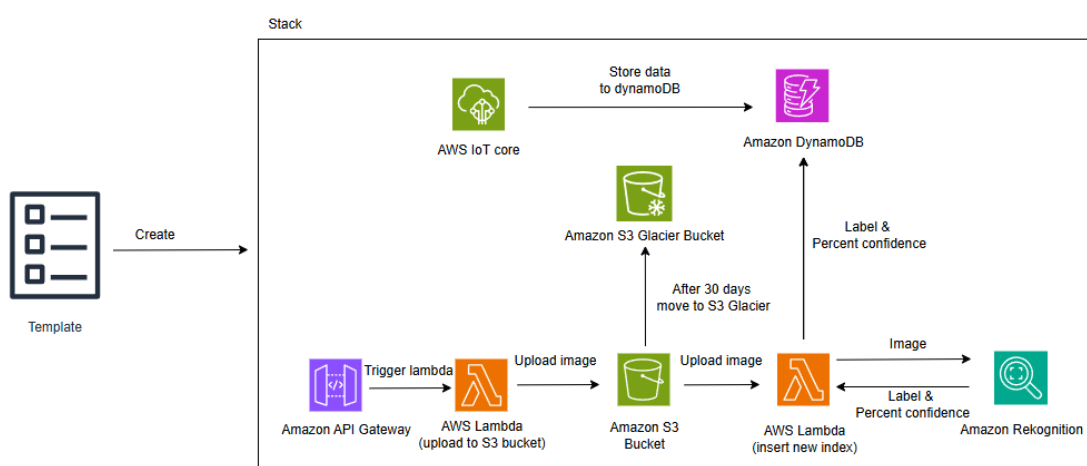 Stack
Store data
to dynamoDB
AWS IoT core
Amazon DynamoDB
Amazon S3 Glacier Bucket
Create
Label &
Percent confidence
After 30 days
move to S3 Glacier
Template
Trigger lambda
Upload image
Upload image
Image
Label &
Percent confidence
Amazon API Gateway
AWS Lambda
(upload to S3 bucket)
Amazon S3
Bucket
AWS Lambda
(insert new index)
Amazon Rekognition